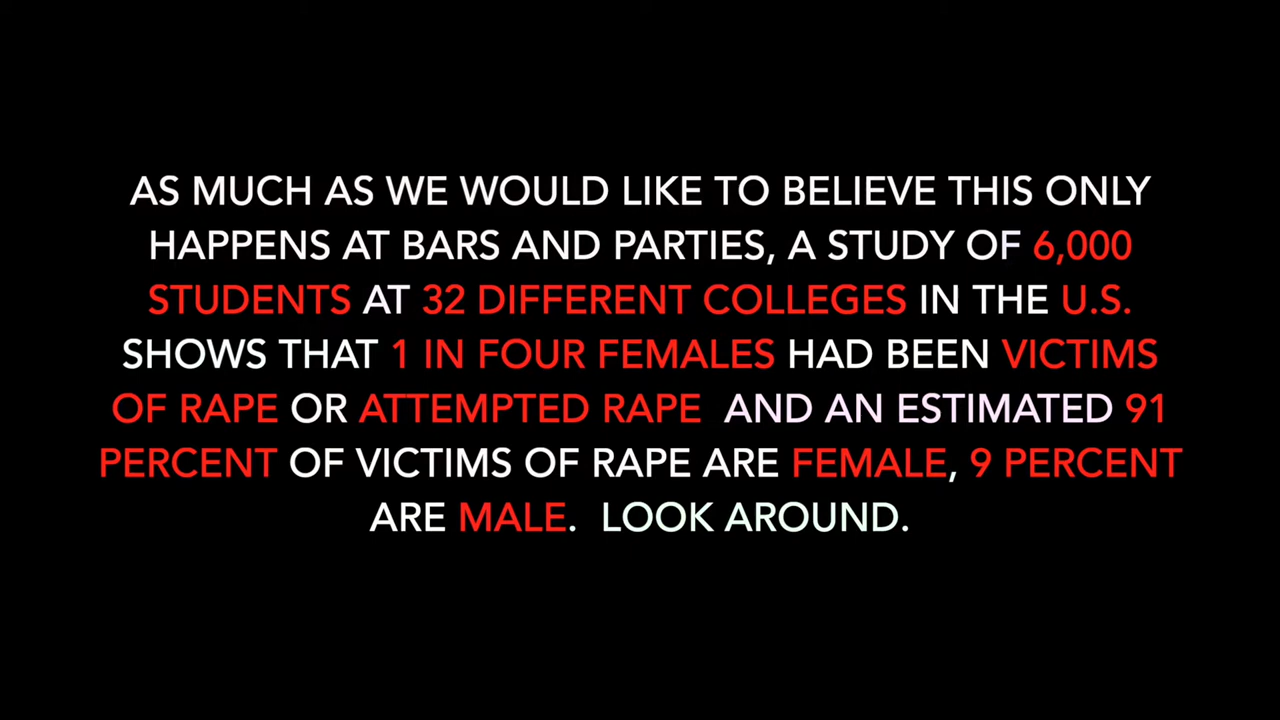 AS MUCH AS WE WOULD LIKE TO BELIEVE THIS ONLY
HAPPENS AT BARS AND PARTIES, A STUDY OF 6,000
STUDENTS AT 32 DIFFERENT COLLEGES IN THE U.S.
SHOWS THAT 1 IN FOUR FEMALES HAD BEEN VICTIMS
OF RAPE OR ATTEMPTED RAPE  AND AN ESTIMATED 91
PERCENT OF VICTIMS OF RAPE ARE FEMALE, 9 PERCENT
ARE MALE.  LOOK AROUND.